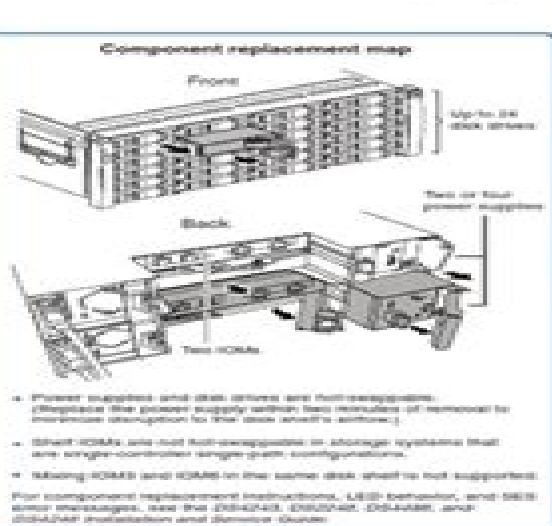 Component replacement map
Front
Up to 24
disk drives
Two or four
power supplies
Back
Two IOMs
• Power supplies and disk drives are hot-swappable.
(Replace the power supply within two minutes of removal to
minimize disruption to the disk shelf's airflow.)
• Shelf IOMs are not hot-swappable in storage systems that
are single-controller single-path configurations.
• Mixing IOM3 and IOM6 in the same disk shelf is not supported.
For component replacement instructions, LED behavior, and SES
error messages, see the DS4243, DS2246, DS4486, and
DS4246 Installation and Service Guide.